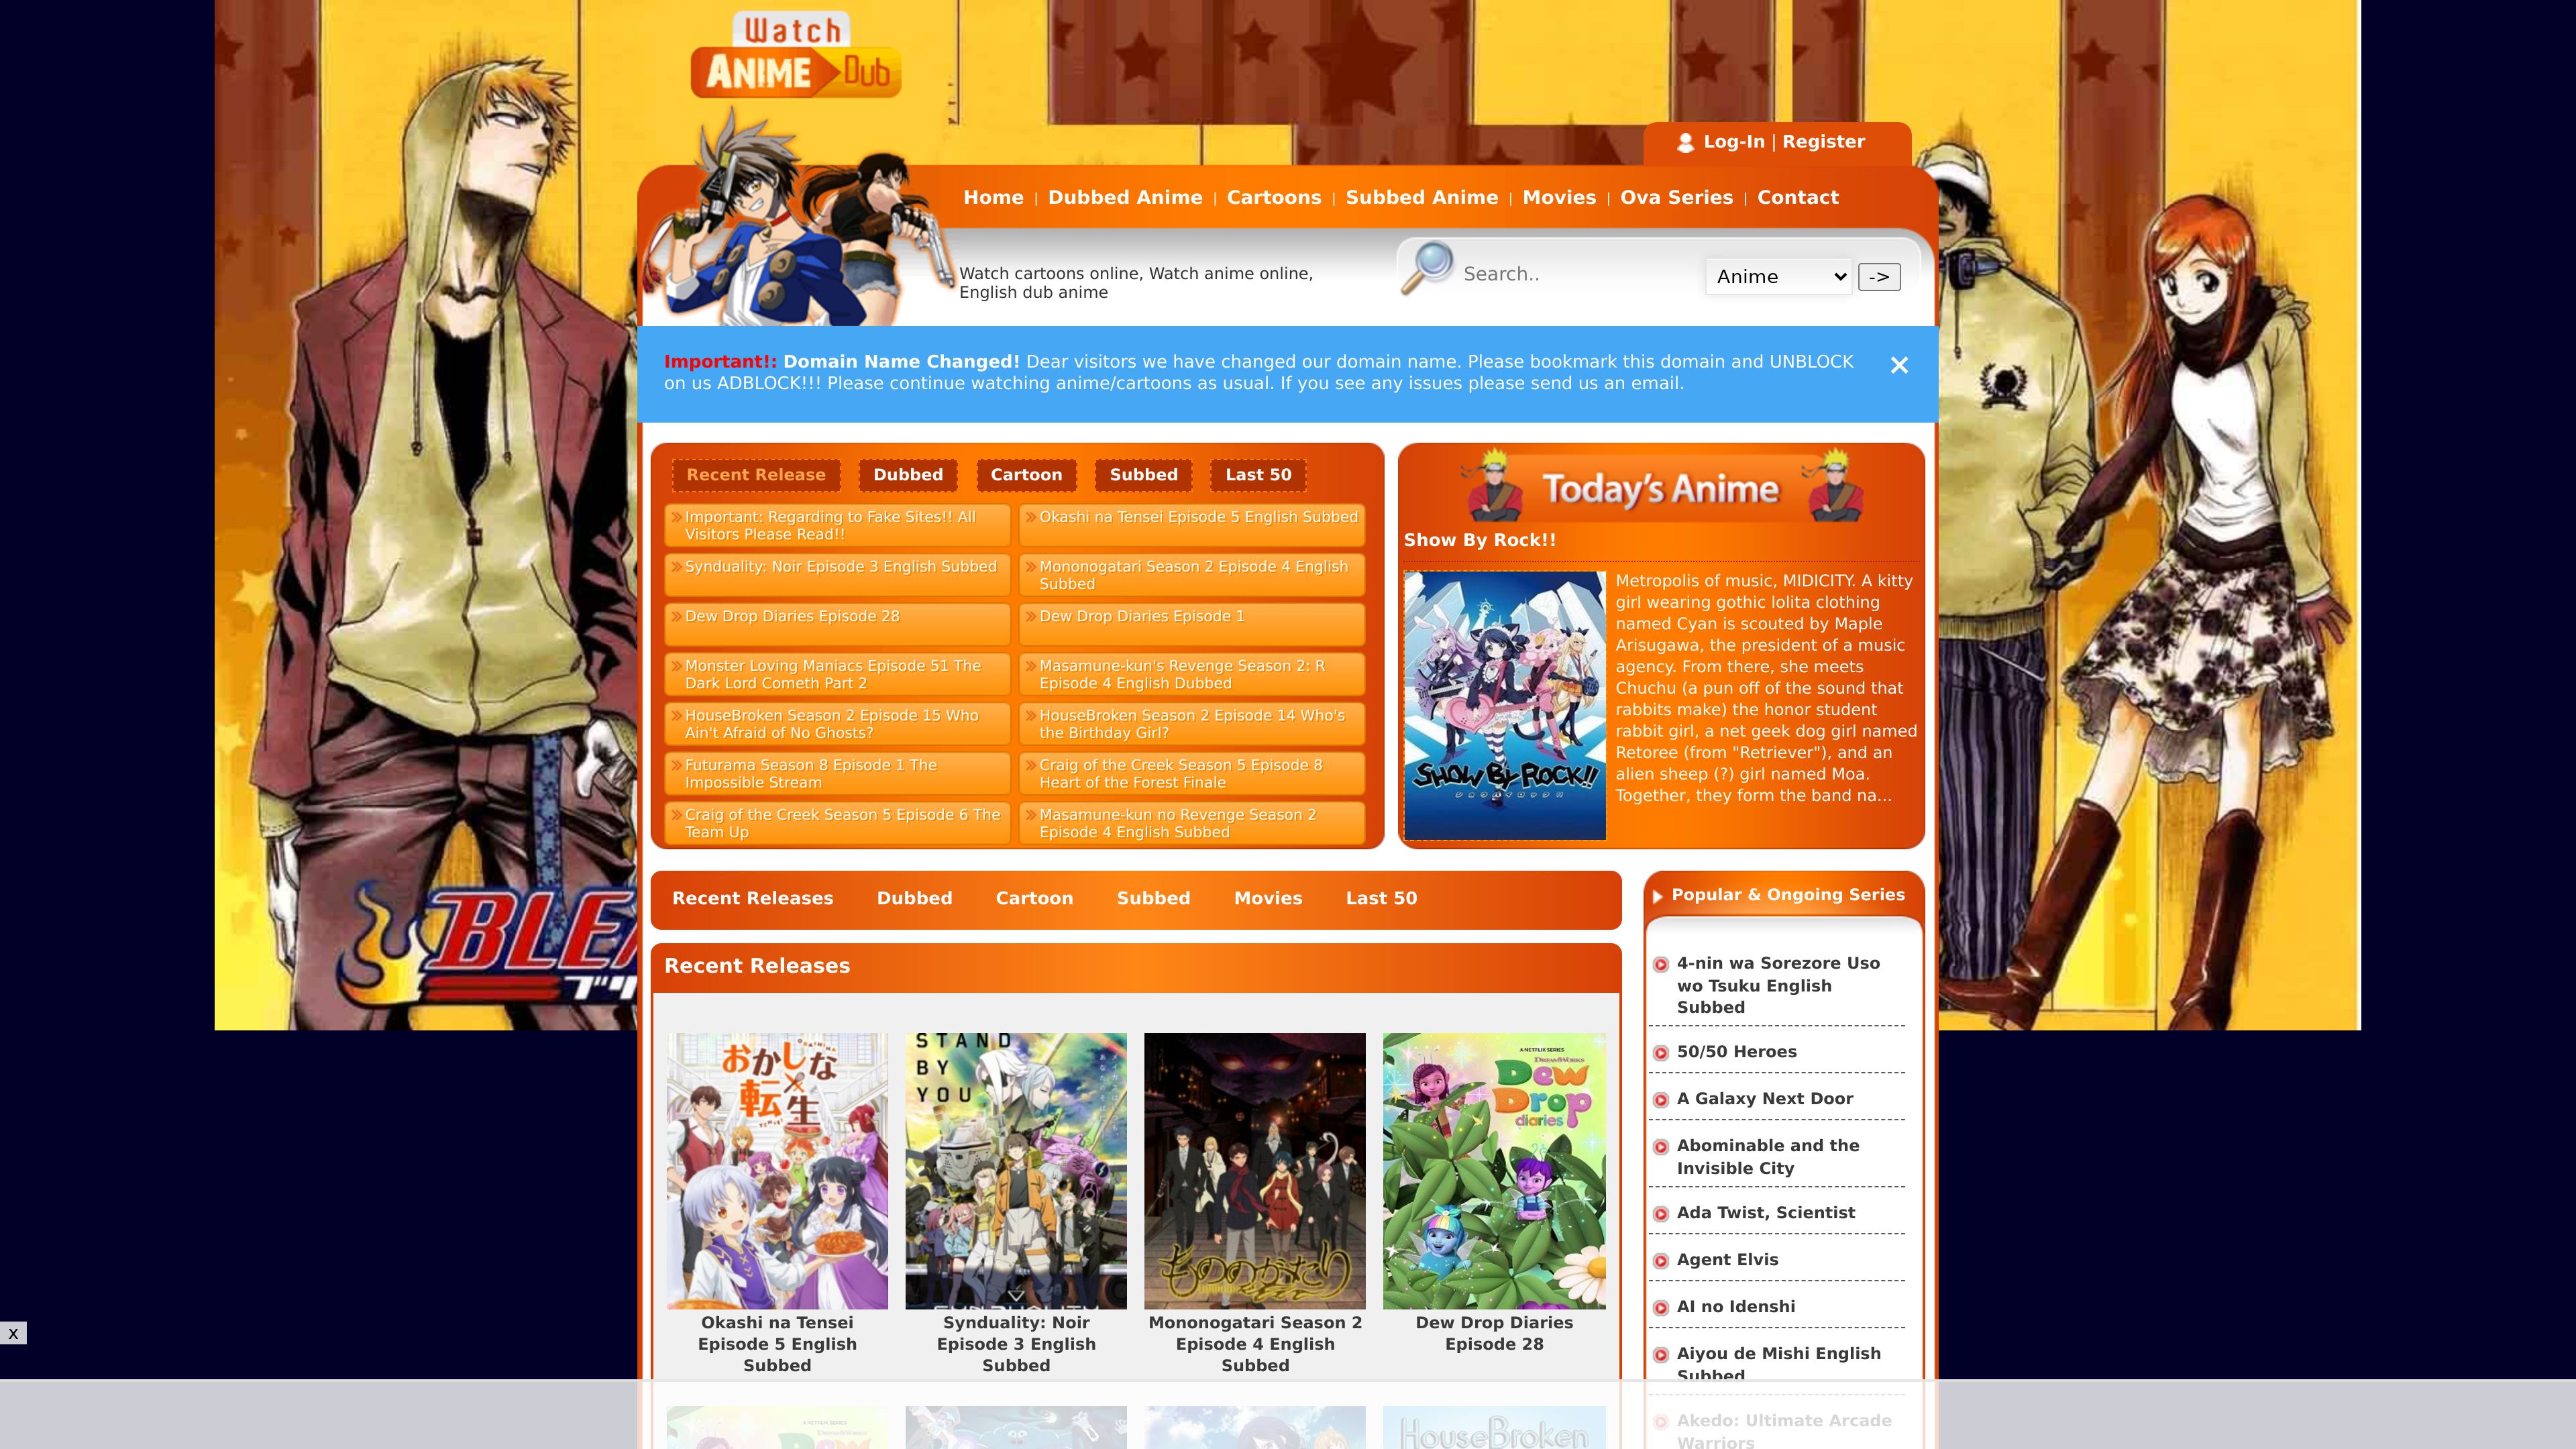 Watch
ANIME Dub
Log-In | Register
Home | Dubbed Anime | Cartoons | Subbed Anime | Movies | Ova Series | Contact
Watch cartoons online, Watch anime online,
English dub anime
Search..
Anime
->
Important!: Domain Name Changed! Dear visitors we have changed our domain name. Please bookmark this domain and UNBLOCK
on us ADBLOCK!!! Please continue watching anime/cartoons as usual. If you see any issues please send us an email.
×
Recent Release Dubbed Cartoon Subbed Last 50
Important: Regarding to Fake Sites!! All
Visitors Please Read!!
Okashi na Tensei Episode 5 English Subbed
Synduality: Noir Episode 3 English Subbed
Mononogatari Season 2 Episode 4 English
Subbed
Dew Drop Diaries Episode 28
Dew Drop Diaries Episode 1
Monster Loving Maniacs Episode 51 The
Dark Lord Cometh Part 2
Masamune-kun's Revenge Season 2: R
Episode 4 English Dubbed
HouseBroken Season 2 Episode 15 Who
Ain't Afraid of No Ghosts?
HouseBroken Season 2 Episode 14 Who's
the Birthday Girl?
Futurama Season 8 Episode 1 The
Impossible Stream
Craig of the Creek Season 5 Episode 8
Heart of the Forest Finale
Craig of the Creek Season 5 Episode 6 The
Team Up
Masamune-kun no Revenge Season 2
Episode 4 English Subbed
Today's Anime
Show By Rock!!
SHOW BY ROCK!!
Metropolis of music, MIDICITY. A kitty
girl wearing gothic lolita clothing
named Cyan is scouted by Maple
Arisugawa, the president of a music
agency. From there, she meets
Chuchu (a pun off of the sound that
rabbits make) the honor student
rabbit girl, a net geek dog girl named
Retoree (from "Retriever"), and an
alien sheep (?) girl named Moa.
Together, they form the band na...
BLEA
ブリ
Recent Releases Dubbed Cartoon Subbed Movies Last 50
Recent Releases
おかしな
転生
STAND
BY
YOU
もののがたり
A NETFLIX SERIES
DREAMWORKS
Dew
Drop
diaries
Okashi na Tensei
Episode 5 English
Subbed
Synduality: Noir
Episode 3 English
Subbed
Mononogatari Season 2
Episode 4 English
Subbed
Dew Drop Diaries
Episode 28
HouseBroken
Popular & Ongoing Series
4-nin wa Sorezore Uso
wo Tsuku English
Subbed
50/50 Heroes
A Galaxy Next Door
Abominable and the
Invisible City
Ada Twist, Scientist
Agent Elvis
AI no Idenshi
Aiyou de Mishi English
Subbed
Akedo: Ultimate Arcade
Warriors
x